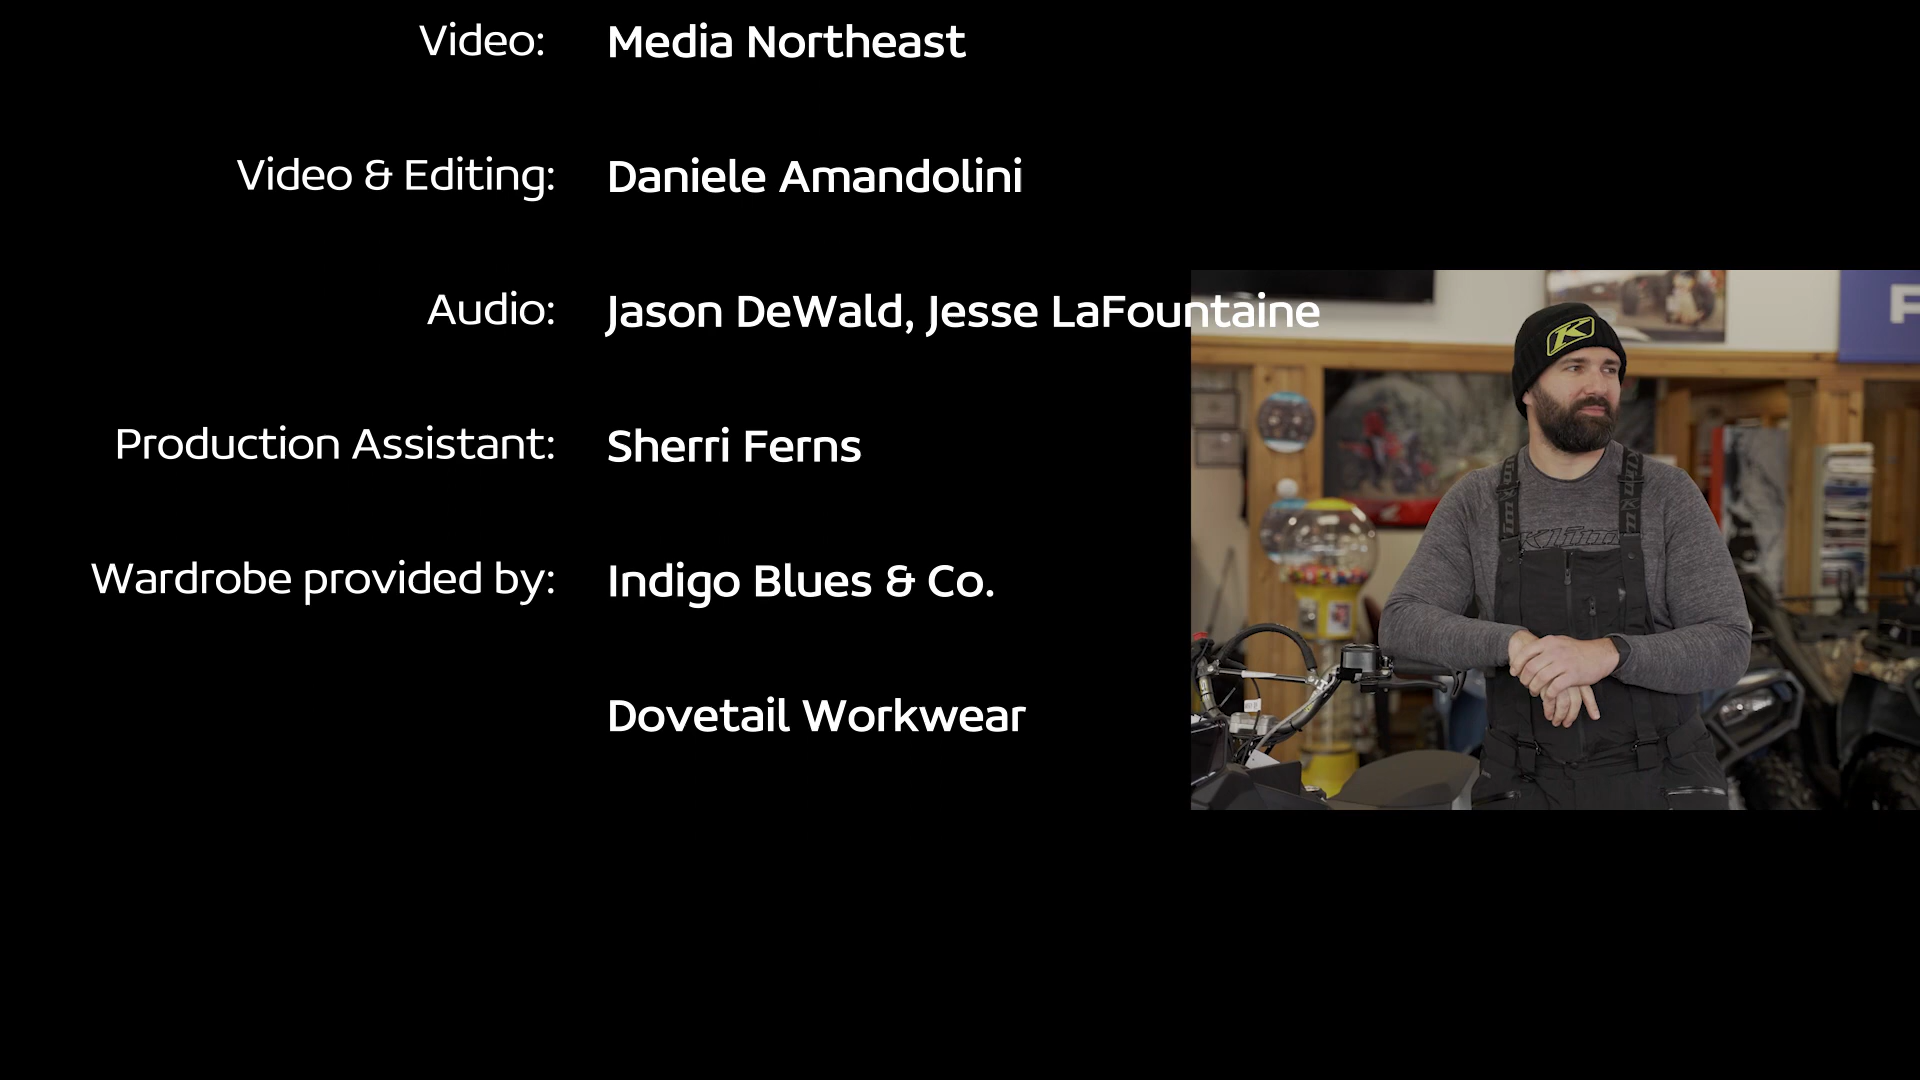 Video: Media Northeast
Video & Editing: Daniele Amandolini
Audio: Jason DeWald, Jesse LaFountaine
Production Assistant: Sherri Ferns
Wardrobe provided by: Indigo Blues & Co.
Dovetail Workwear
K
Klim